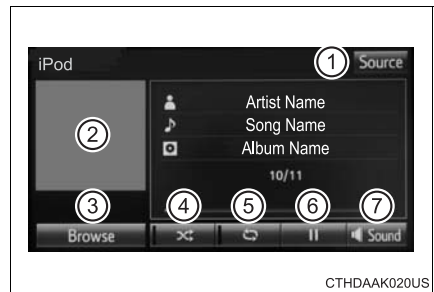 iPod
1 Source
Artist Name
2 Song Name
Album Name
10/11
3 4 5 6 7
Browse Sound
CTHDAAK020US